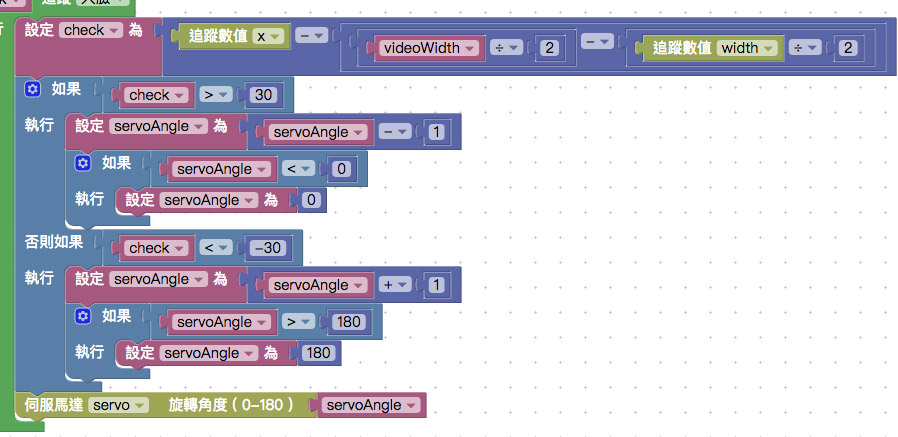 追蹤 人臉
行
設定 check 為 追蹤數值 x - videoWidth ÷ 2 - 追蹤數值 width ÷ 2
如果 check > 30
執行 設定 servoAngle 為 servoAngle - 1
如果 servoAngle < 0
執行 設定 servoAngle 為 0
否則如果 check < -30
執行 設定 servoAngle 為 servoAngle + 1
如果 servoAngle > 180
執行 設定 servoAngle 為 180
伺服馬達 servo 旋轉角度 ( 0-180 ) servoAngle